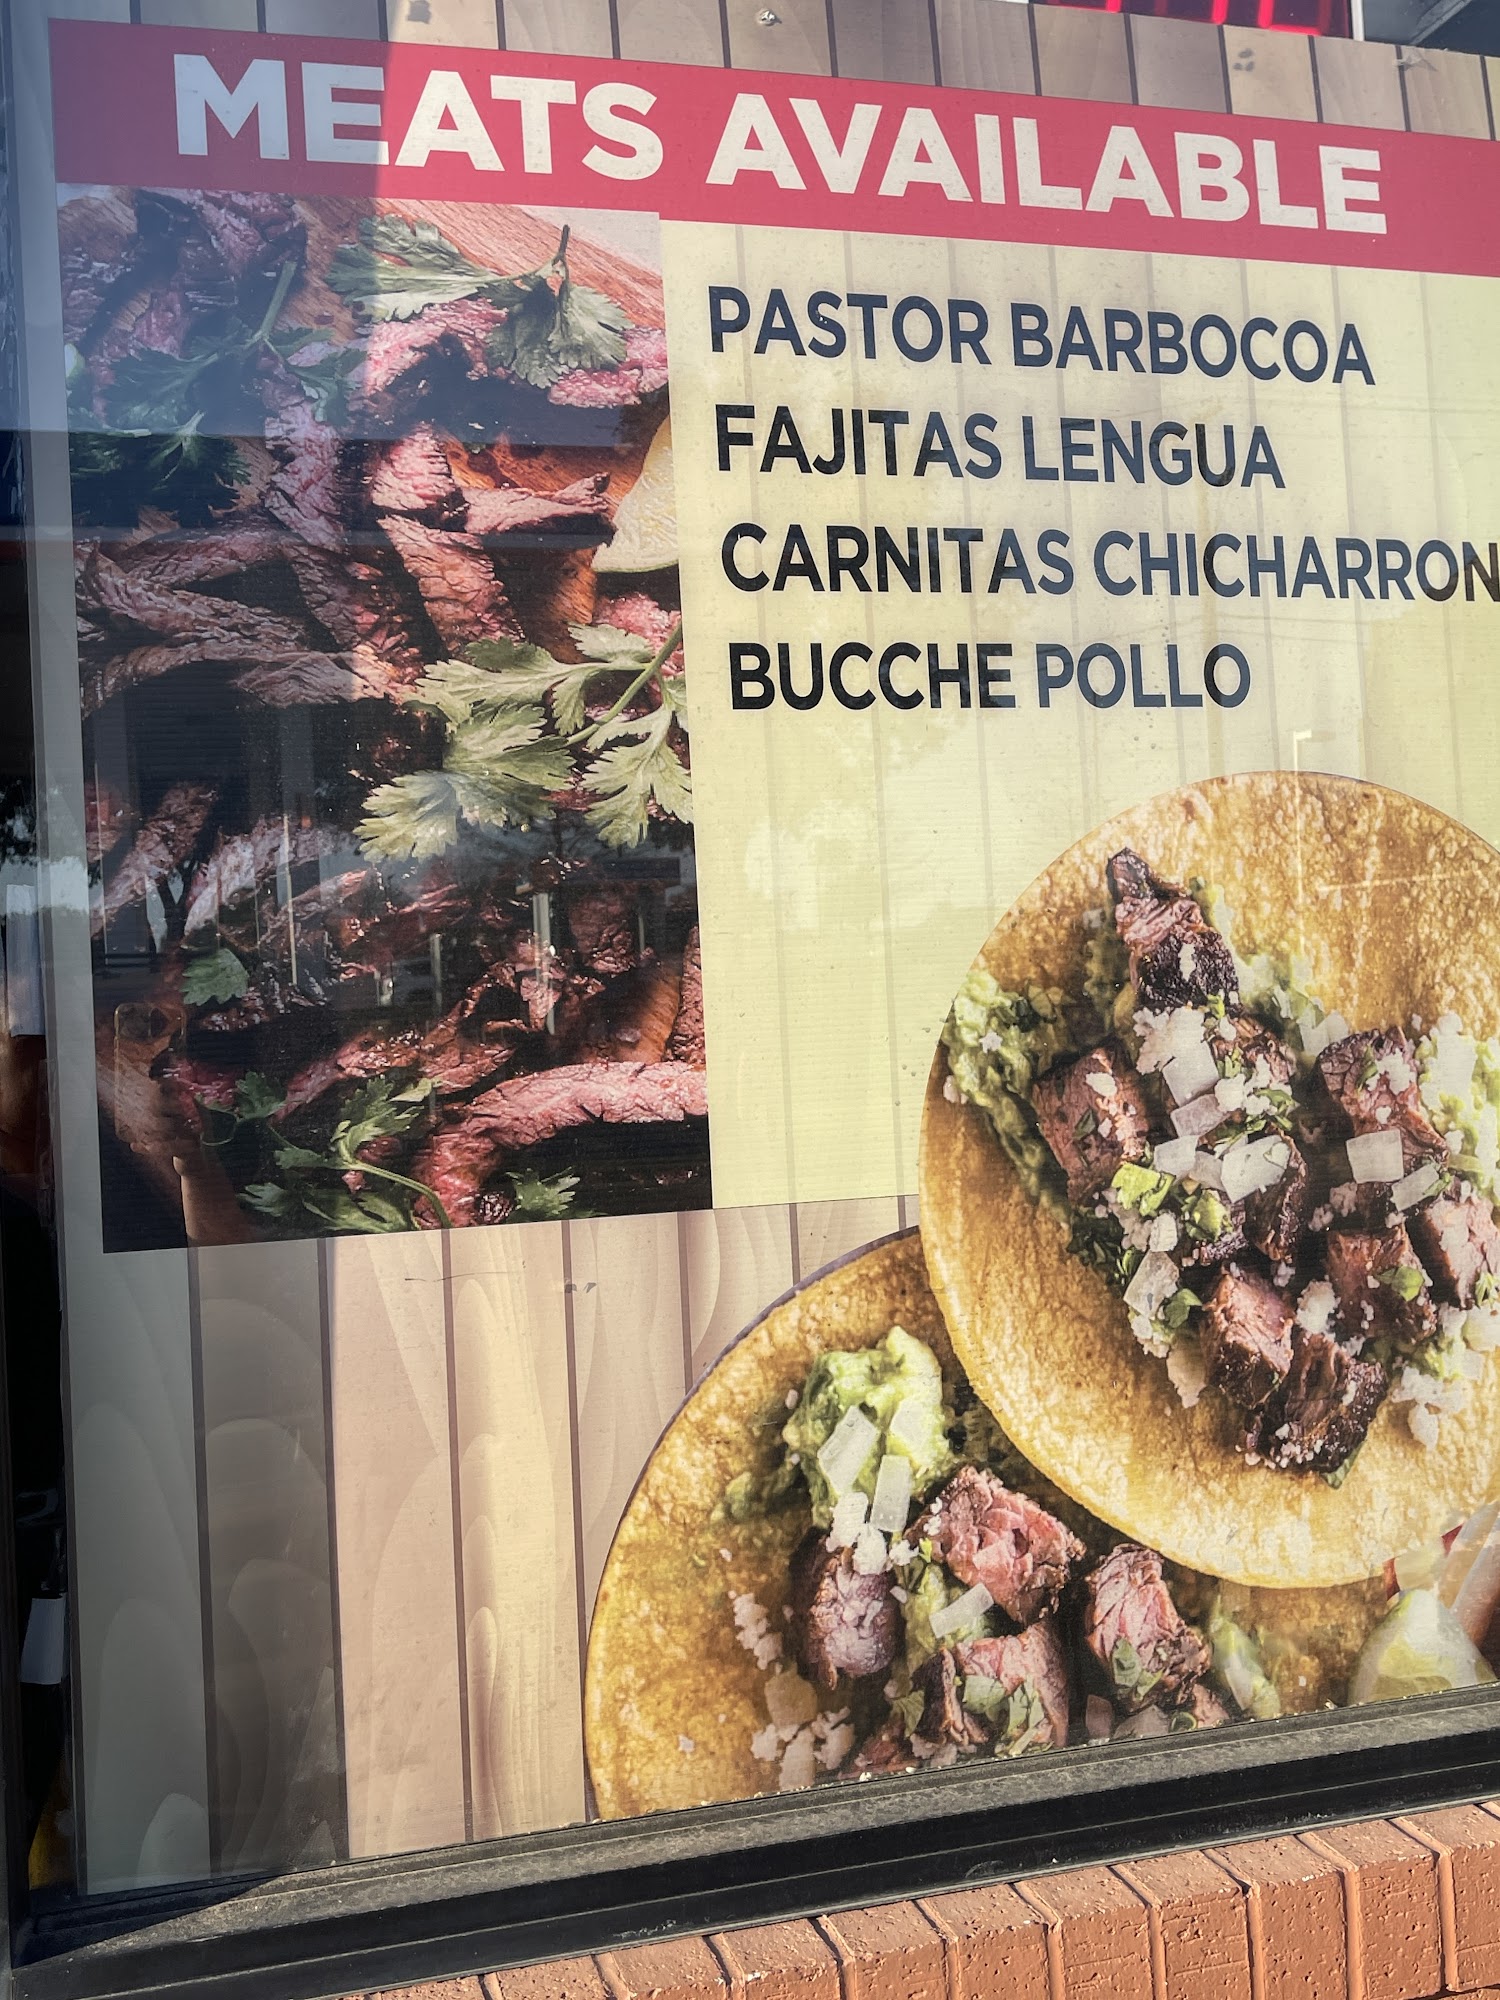 MEATS AVAILABLE
PASTOR BARBOCOA
FAJITAS LENGUA
CARNITAS CHICHARRON
BUCCHE POLLO